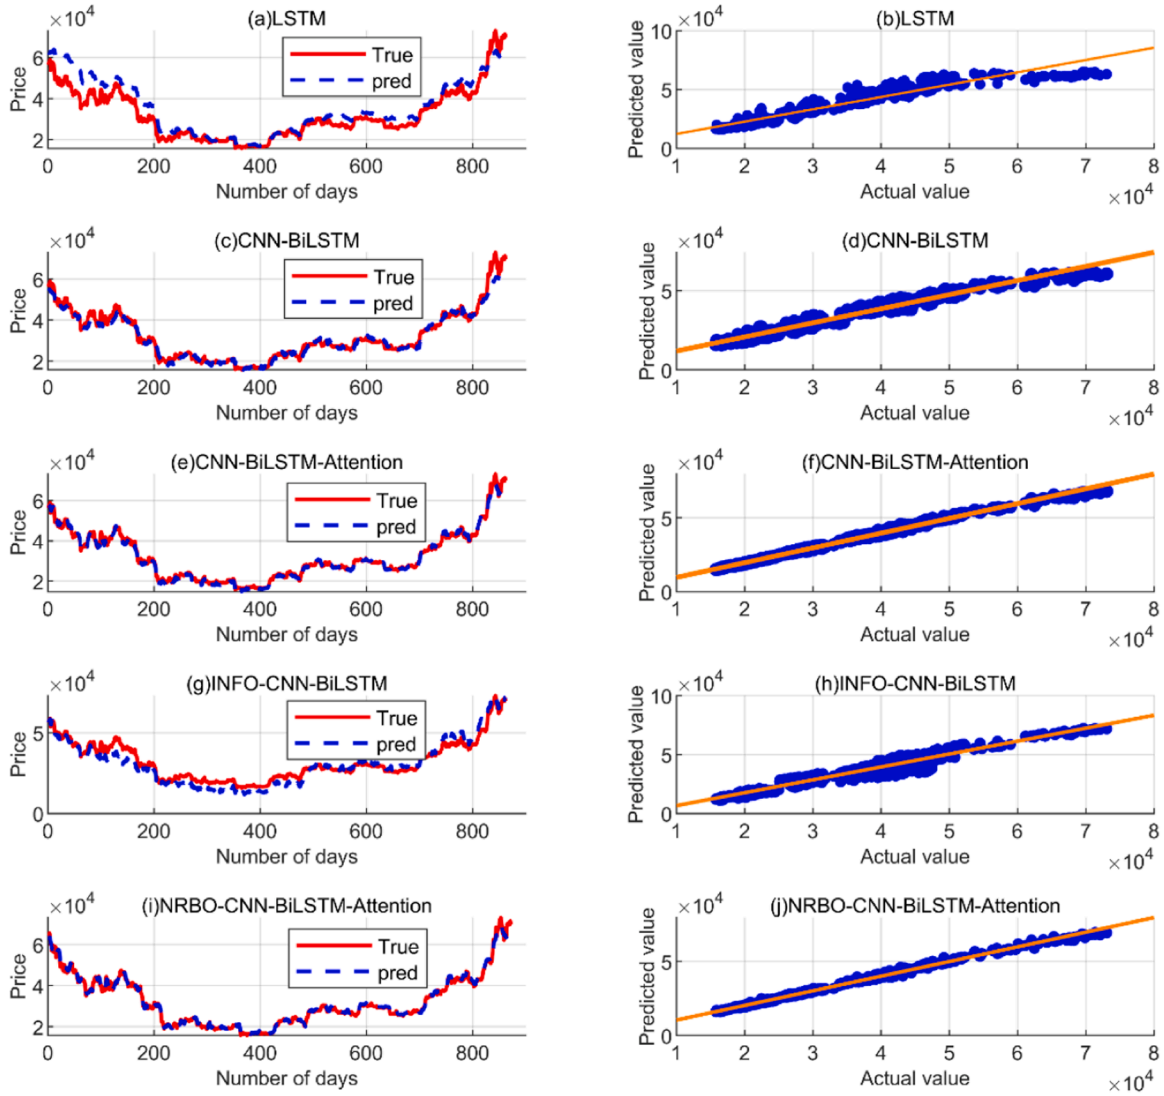 (a)LSTM
×10⁴
6
4
2
Price
True
pred
0 200 400 600 800
Number of days
(b)LSTM
×10⁴
10
5
0
Predicted value
1 2 3 4 5 6 7 8
Actual value
×10⁴
(c)CNN-BiLSTM
×10⁴
6
4
2
Price
True
pred
0 200 400 600 800
Number of days
(d)CNN-BiLSTM
×10⁴
5
0
Predicted value
1 2 3 4 5 6 7 8
Actual value
×10⁴
(e)CNN-BiLSTM-Attention
×10⁴
6
4
2
Price
True
pred
0 200 400 600 800
Number of days
(f)CNN-BiLSTM-Attention
×10⁴
5
0
Predicted value
1 2 3 4 5 6 7 8
Actual value
×10⁴
(g)INFO-CNN-BiLSTM
×10⁴
5
0
Price
True
pred
0 200 400 600 800
Number of days
(h)INFO-CNN-BiLSTM
×10⁴
10
5
0
Predicted value
1 2 3 4 5 6 7 8
Actual value
×10⁴
(i)NRBO-CNN-BiLSTM-Attention
×10⁴
6
4
2
Price
True
pred
0 200 400 600 800
Number of days
(j)NRBO-CNN-BiLSTM-Attention
×10⁴
5
0
Predicted value
1 2 3 4 5 6 7 8
Actual value
×10⁴